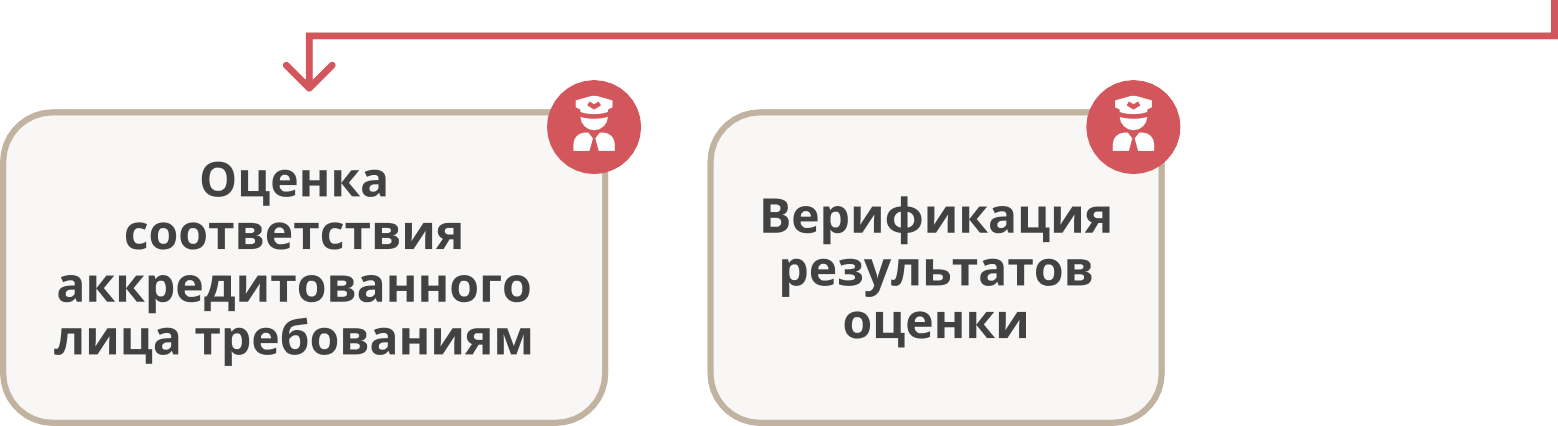 Оценка
соответствия
аккредитованного
лица требованиям
Верификация
результатов
оценки